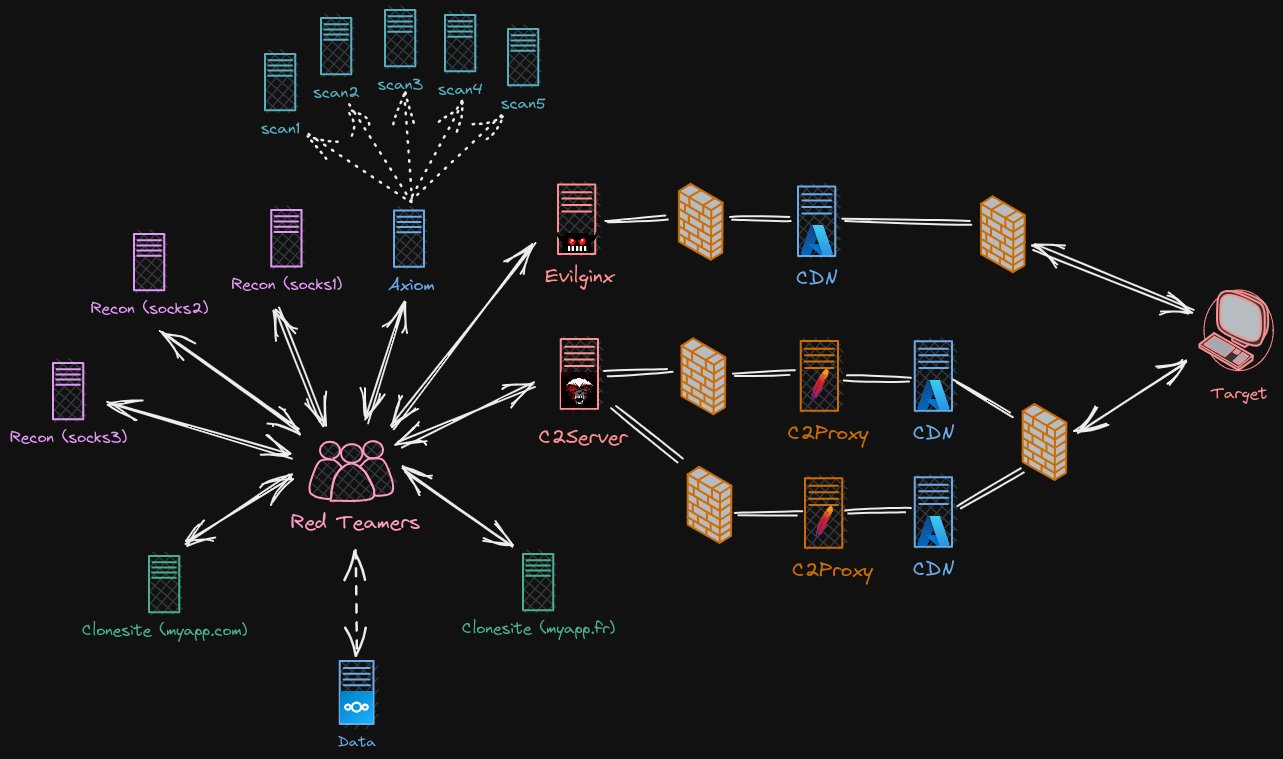 scan1
scan2
scan3
scan4
scan5
Recon (socks2)
Recon (socks1)
Axiom
Evilginx
CDN
Recon (socks3)
C2Server
C2Proxy
CDN
Target
Red Teamers
C2Proxy
CDN
Clonesite (myapp.com)
Clonesite (myapp.fr)
Data